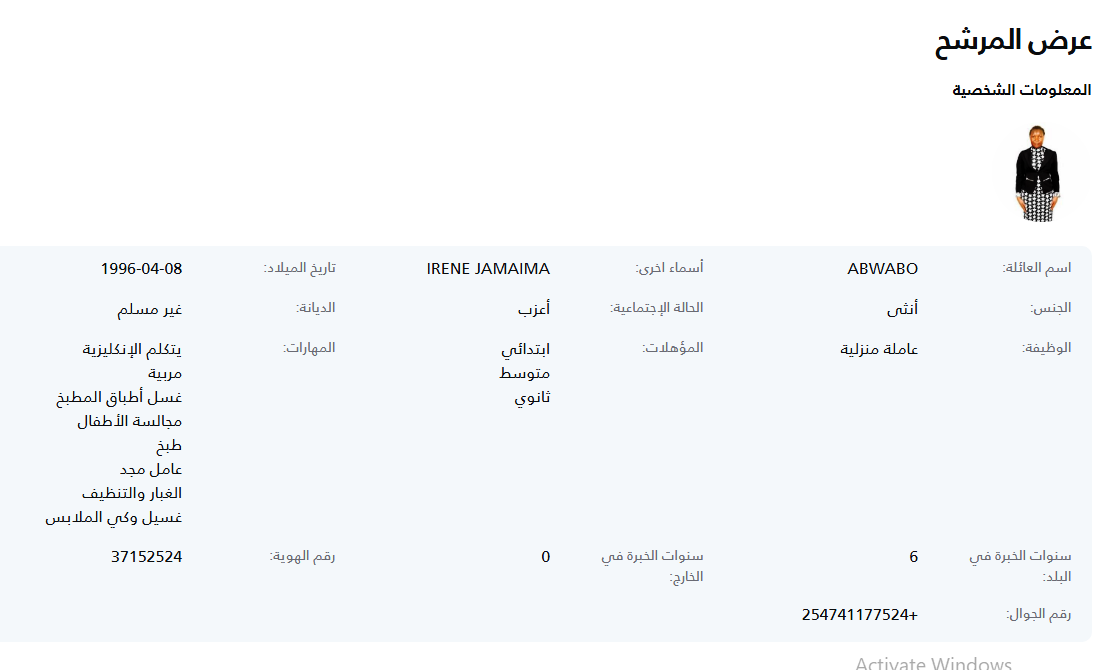 عرض المرشح
المعلومات الشخصية
اسم العائلة: ABWABO أسماء اخرى: IRENE JAMAIMA تاريخ الميلاد: 1996-04-08
الجنس: أنثى الحالة الإجتماعية: أعزب الديانة: غير مسلم
الوظيفة: عاملة منزلية المؤهلات: ابتدائي المهارات: يتكلم الإنكليزية
متوسط مربية
ثانوي غسل أطباق المطبخ
مجالسة الأطفال
طبخ
عامل مجد
الغبار والتنظيف
غسيل وكي الملابس
سنوات الخبرة في 6 سنوات الخبرة في 0 رقم الهوية: 37152524
البلد: الخارج:
رقم الجوال: +254741177524
Activate Windows